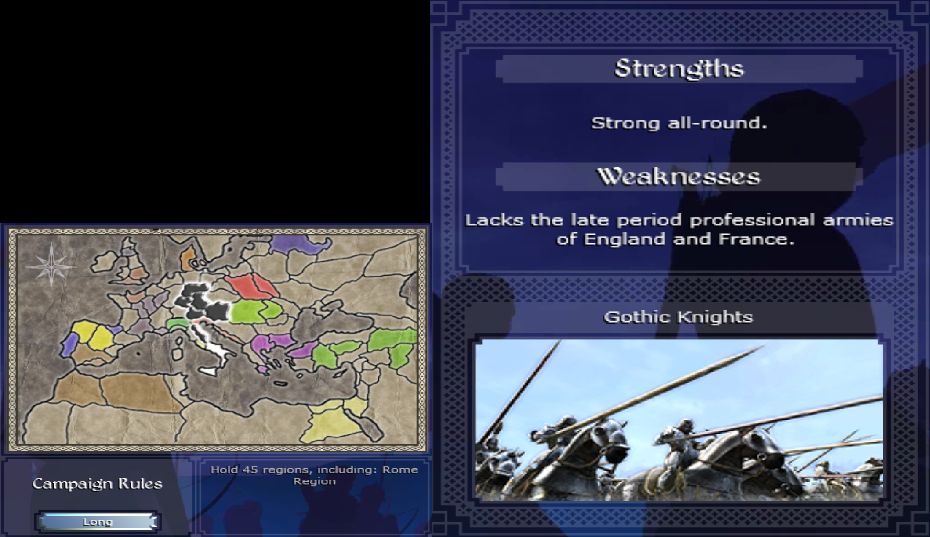 Strengths
Strong all-round.
Weaknesses
Lacks the late period professional armies
of England and France.
Gothic Knights
Campaign Rules
Long
Hold 45 regions, including: Rome
Region